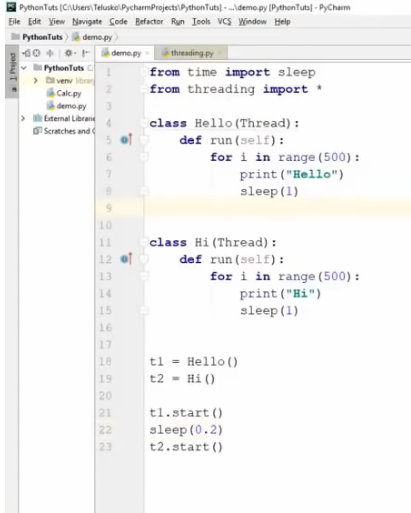 PythonTuts [C:\Users\Telusko\PycharmProjects\PythonTuts] - ...\demo.py [PythonTuts] - PyCharm
File Edit View Navigate Code Refactor Run Tools VCS Window Help
PythonTuts demo.py
1: Project
demo.py
threading.py
PythonTuts
venv library
Calc.py
demo.py
External Librarie
Scratches and C
1 from time import sleep
2 from threading import *
3
4 class Hello(Thread):
5 def run(self):
6 for i in range(500):
7 print("Hello")
8 sleep(1)
9
10
11 class Hi(Thread):
12 def run(self):
13 for i in range(500):
14 print("Hi")
15 sleep(1)
16
17
18 t1 = Hello()
19 t2 = Hi()
20
21 t1.start()
22 sleep(0.2)
23 t2.start()